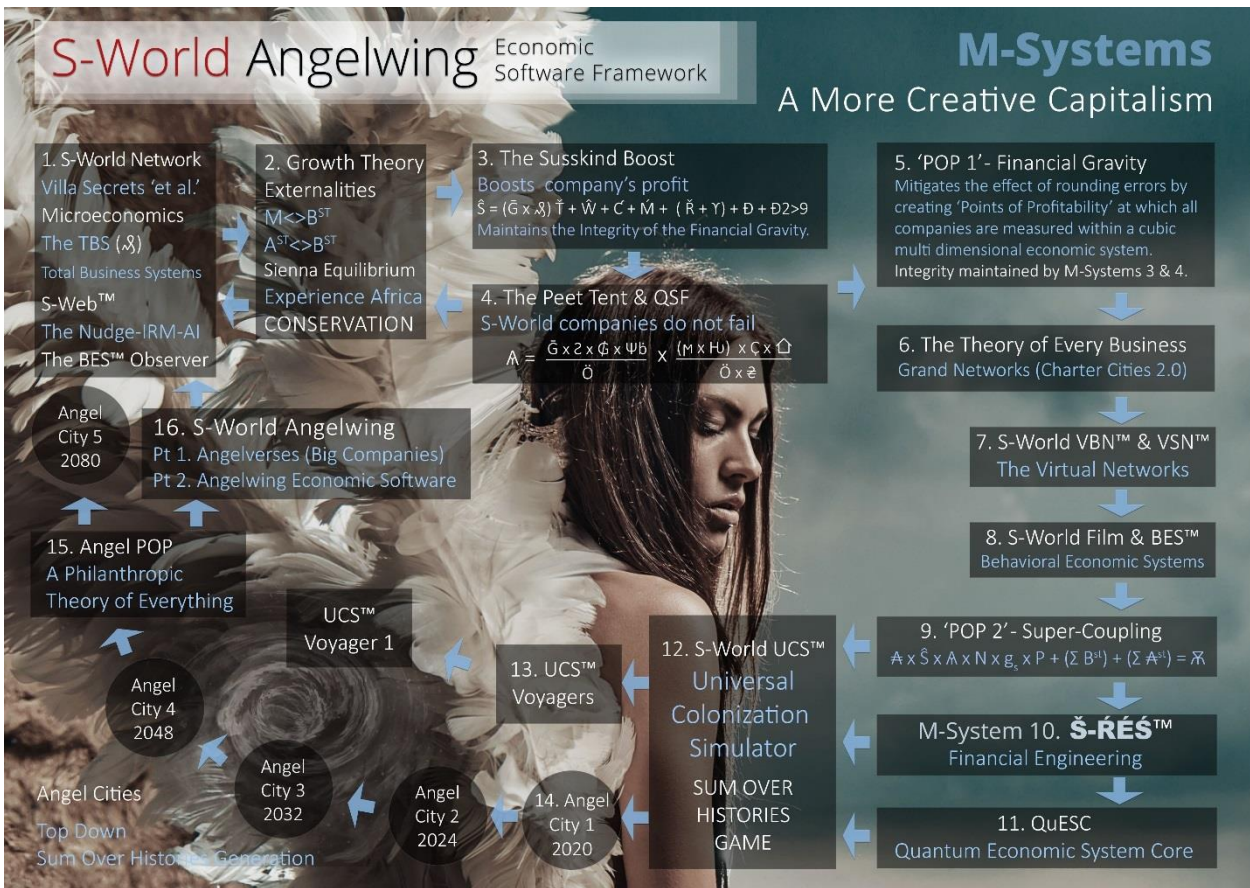 S-World Angelwing Economic
Software Framework
M-Systems
A More Creative Capitalism
1. S-World Network
Villa Secrets ‘et al.’
Microeconomics
The TBS (᎑)
Total Business Systems
S-Web™
The Nudge-IRM-AI
The BES™ Observer
2. Growth Theory
Externalities
M<>Bˢᵀ
Aˢᵀ<>Bˢᵀ
Sienna Equilibrium
Experience Africa
CONSERVATION
3. The Susskind Boost
Boosts company’s profit
Maintains the Integrity of the Financial Gravity.
4. The Peet Tent & QSF
S-World companies do not fail
5. ‘POP 1’- Financial Gravity
Mitigates the effect of rounding errors by
creating ‘Points of Profitability’ at which all
companies are measured within a cubic
multi dimensional economic system.
Integrity maintained by M-Systems 3 & 4.
6. The Theory of Every Business
Grand Networks (Charter Cities 2.0)
7. S-World VBN™ & VSN™
The Virtual Networks
8. S-World Film & BES™
Behavioral Economic Systems
9. ‘POP 2’- Super-Coupling
M-System 10. Š-ŔÉŚ™
Financial Engineering
11. QuESC
Quantum Economic System Core
12. S-World UCS™
Universal
Colonization
Simulator
SUM OVER
HISTORIES
GAME
13. UCS™
Voyagers
UCS™
Voyager 1
14. Angel
City 1
2020
Angel
City 2
2024
Angel
City 3
2032
Angel
City 4
2048
Angel Cities
Top Down
Sum Over Histories Generation
15. Angel POP
A Philanthropic
Theory of Everything
Angel
City 5
2080
16. S-World Angelwing
Pt 1. Angelverses (Big Companies)
Pt 2. Angelwing Economic Software